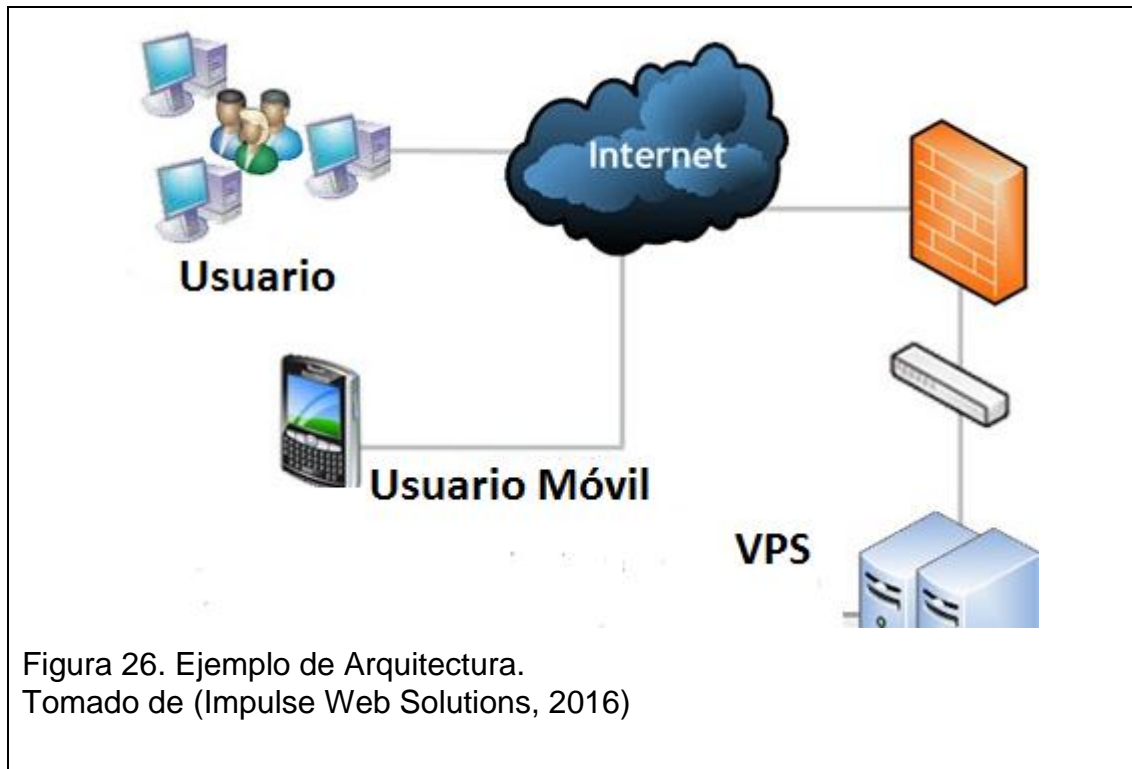 Internet
Usuario
Usuario Móvil
VPS
Figura 26. Ejemplo de Arquitectura.
Tomado de (Impulse Web Solutions, 2016)